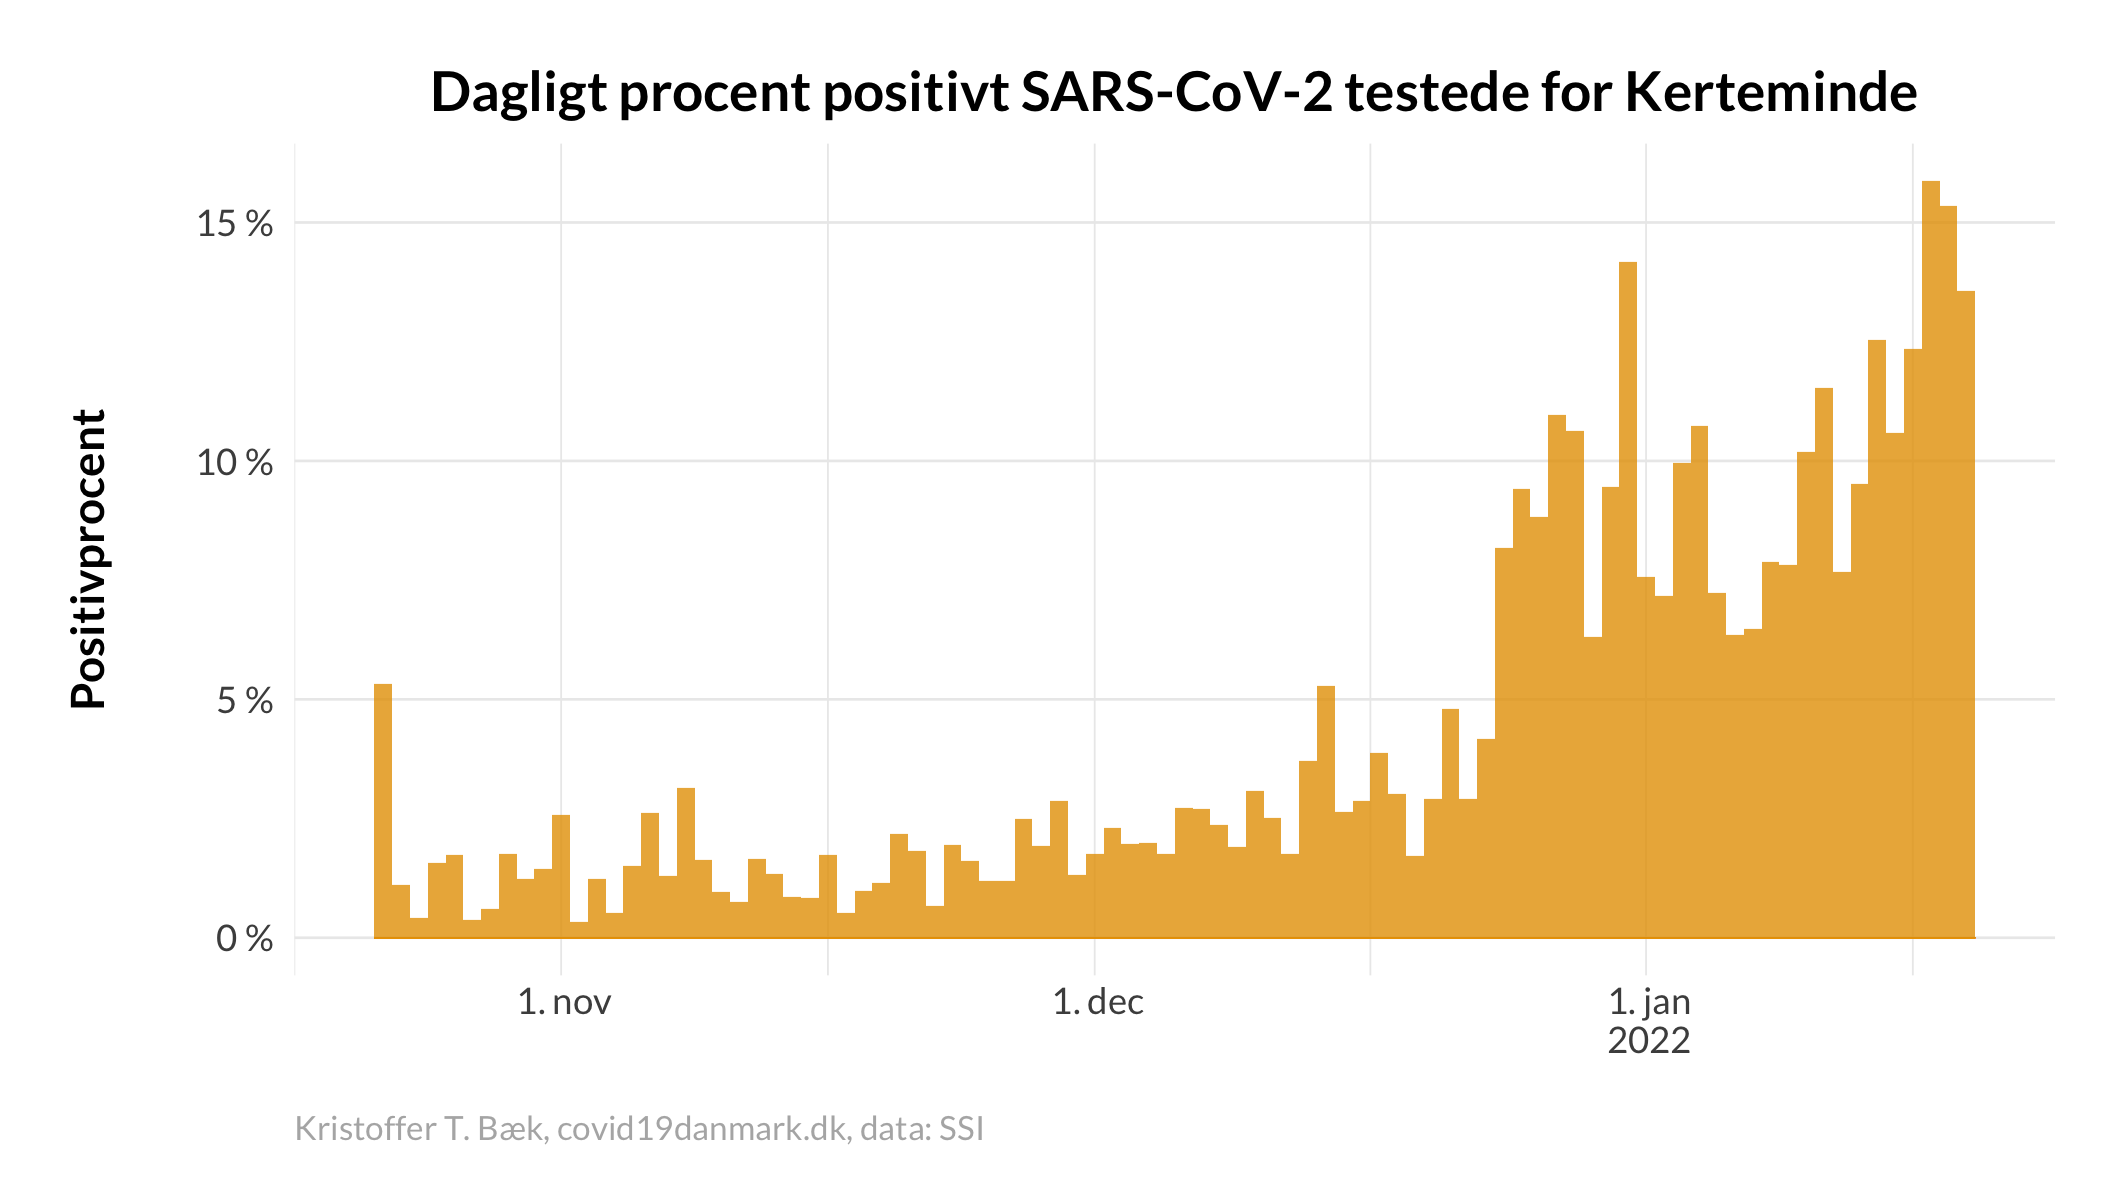 Dagligt procent positivt SARS-CoV-2 testede for Kerteminde
Positivprocent
15 %
10 %
5 %
0 %
1. nov
1. dec
1. jan
2022
Kristoffer T. Bæk, covid19danmark.dk, data: SSI